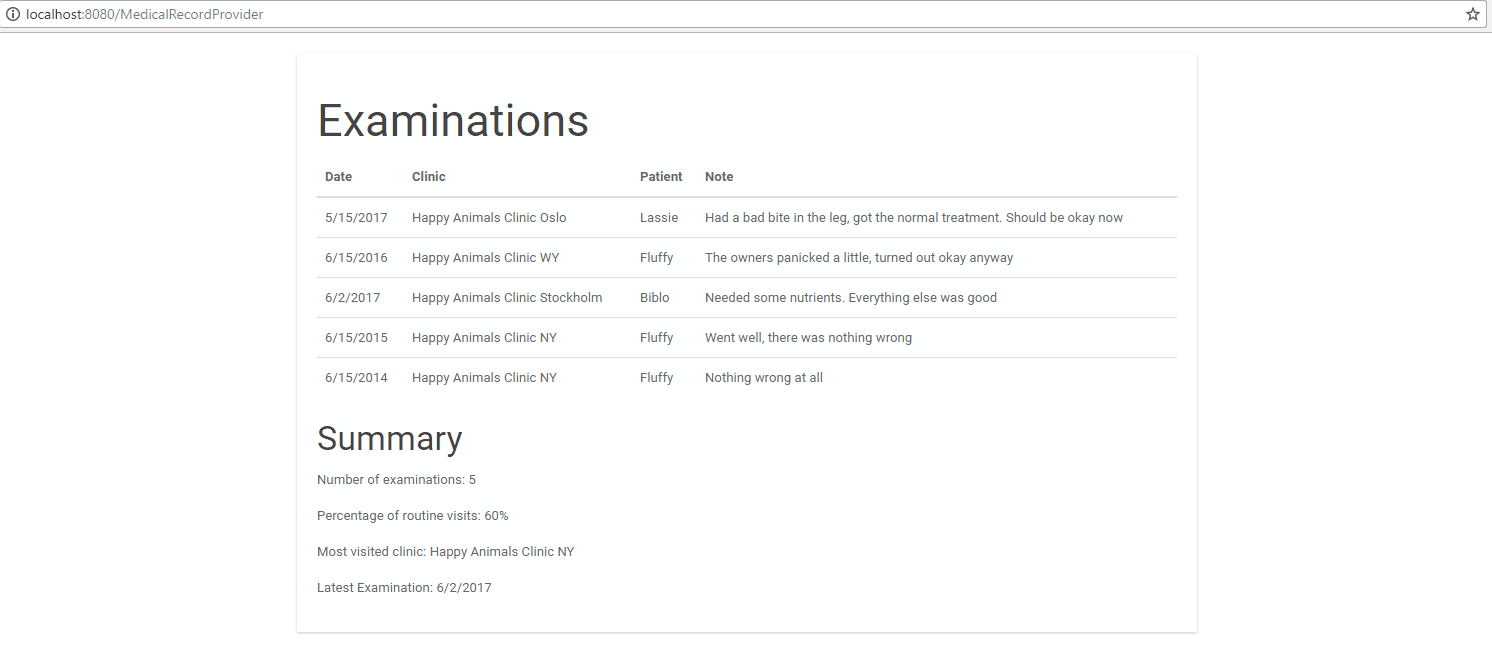 localhost:8080/MedicalRecordProvider
Examinations
Date Clinic Patient Note
5/15/2017 Happy Animals Clinic Oslo Lassie Had a bad bite in the leg, got the normal treatment. Should be okay now
6/15/2016 Happy Animals Clinic WY Fluffy The owners panicked a little, turned out okay anyway
6/2/2017 Happy Animals Clinic Stockholm Biblo Needed some nutrients. Everything else was good
6/15/2015 Happy Animals Clinic NY Fluffy Went well, there was nothing wrong
6/15/2014 Happy Animals Clinic NY Fluffy Nothing wrong at all
Summary
Number of examinations: 5
Percentage of routine visits: 60%
Most visited clinic: Happy Animals Clinic NY
Latest Examination: 6/2/2017